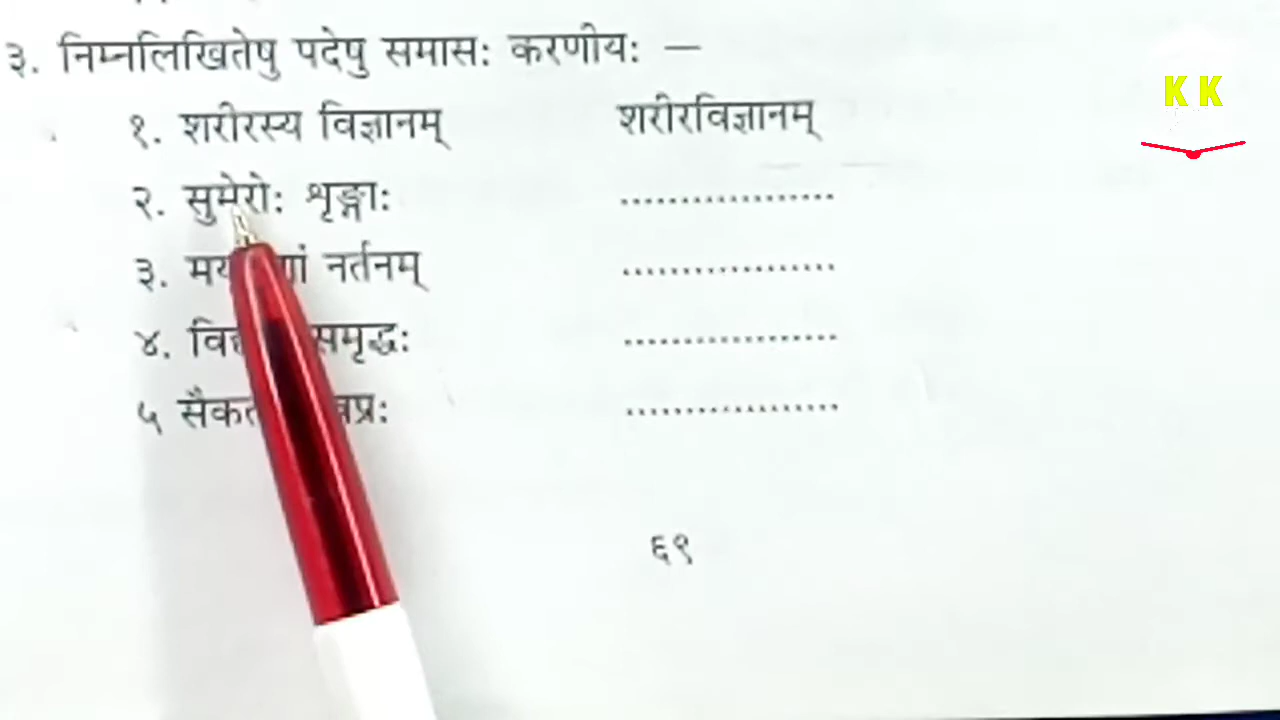 ३. निम्नलिखितेषु पदेषु समासः करणीयः —
१. शरीरस्य विज्ञानम् शरीरविज्ञानम्
२. सुमेरोः शृङ्गाः ..................
३. नर्तनम् ..................
४. समृद्धः ..................
५ ..................
६९
K K